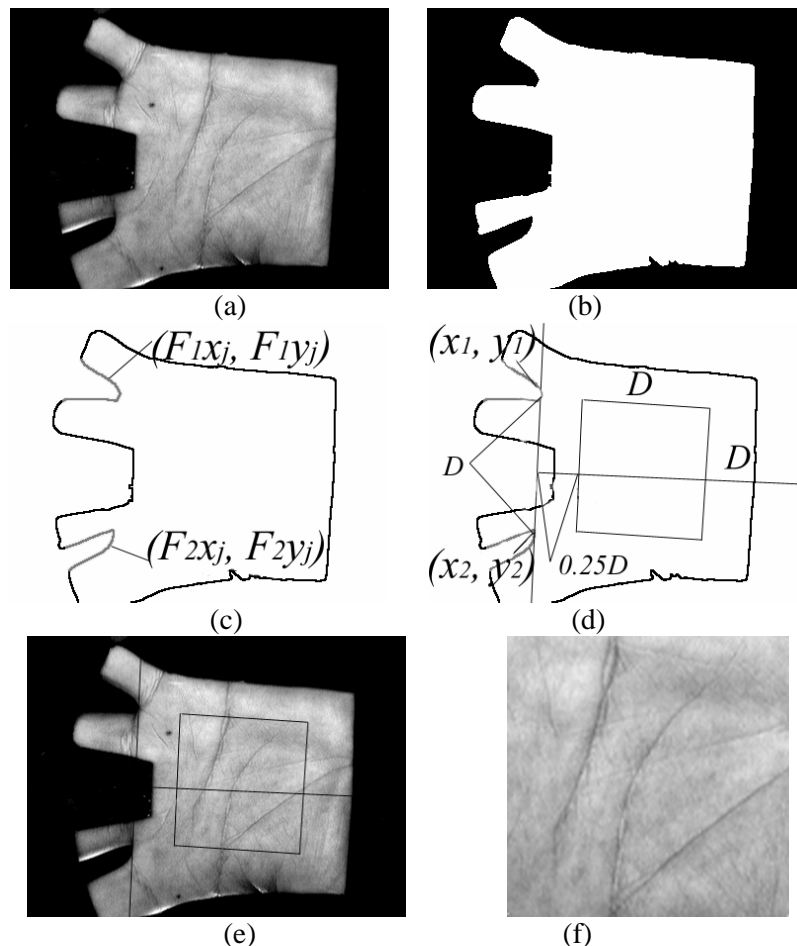 (a)
(b)
(F1xj, F1yj)
(F2xj, F2yj)
(x1, y1)
D
D
D
(x2, y2)
0.25D
(c)
(d)
(e)
(f)